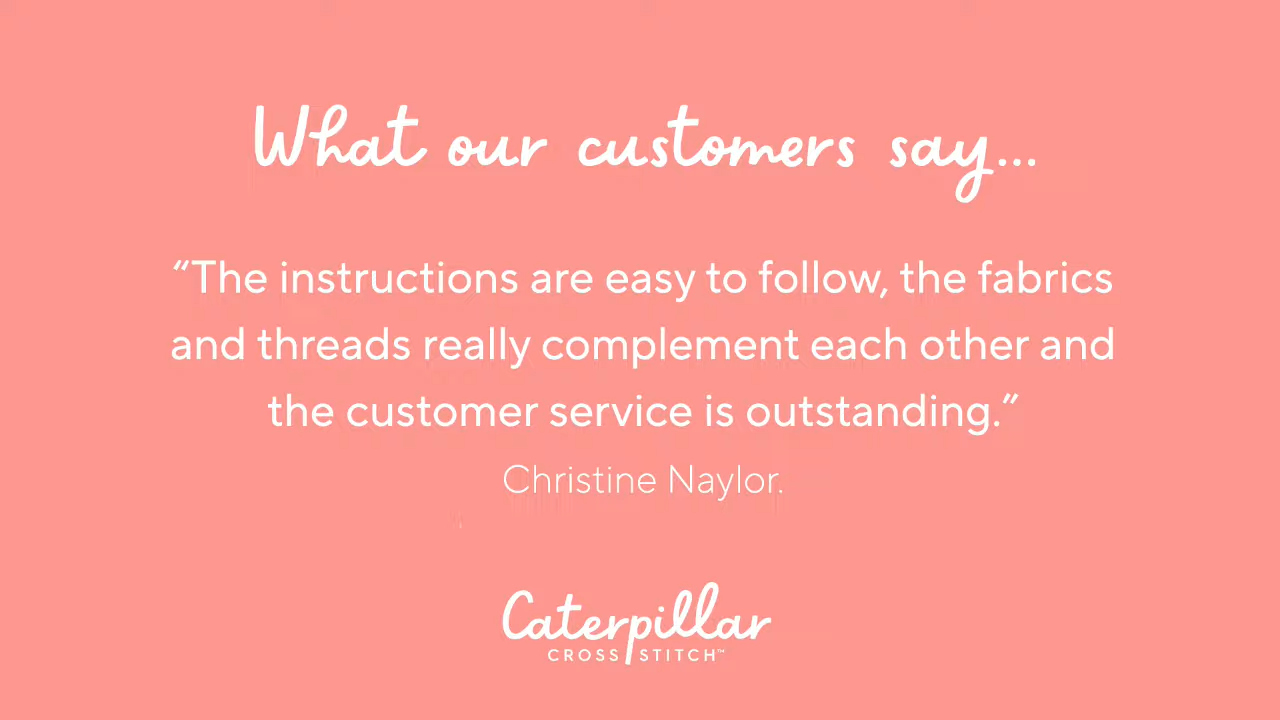 What our customers say...
“The instructions are easy to follow, the fabrics
and threads really complement each other and
the customer service is outstanding.”
Christine Naylor.
Caterpillar
CROSS STITCH™